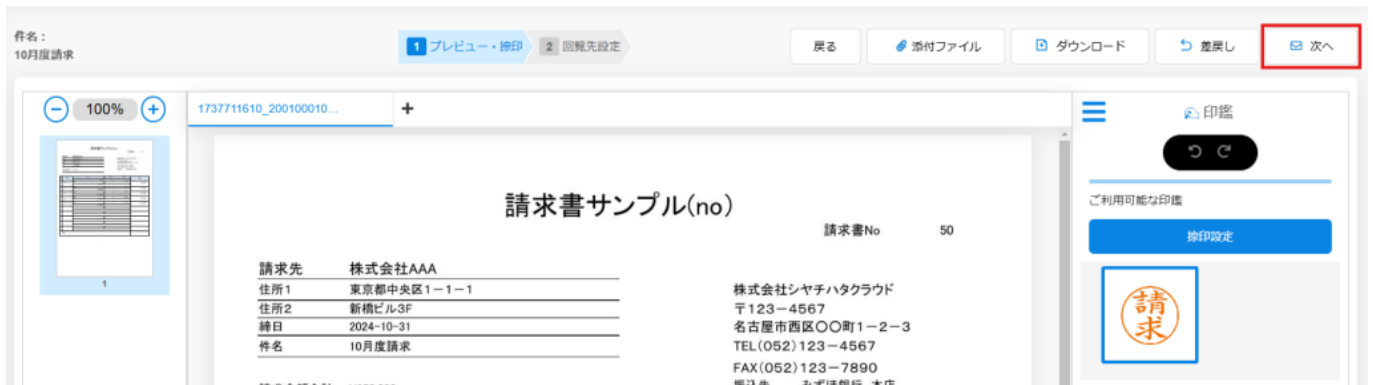 件名：
10月度請求
1 プレビュー・捺印
2 回覧先設定
戻る
添付ファイル
ダウンロード
差戻し
次へ
100%
1737711610_200100010...
+
1
請求書サンプル(no)
請求書No 50
請求先 株式会社AAA
住所1 東京都中央区1－1－1
住所2 新橋ビル3F
締日 2024-10-31
件名 10月度請求
株式会社シヤチハタクラウド
〒123－4567
名古屋市西区〇〇町1－2－3
TEL(052)123－4567
FAX(052)123－7890
印鑑
ご利用可能な印鑑
捺印設定
請求